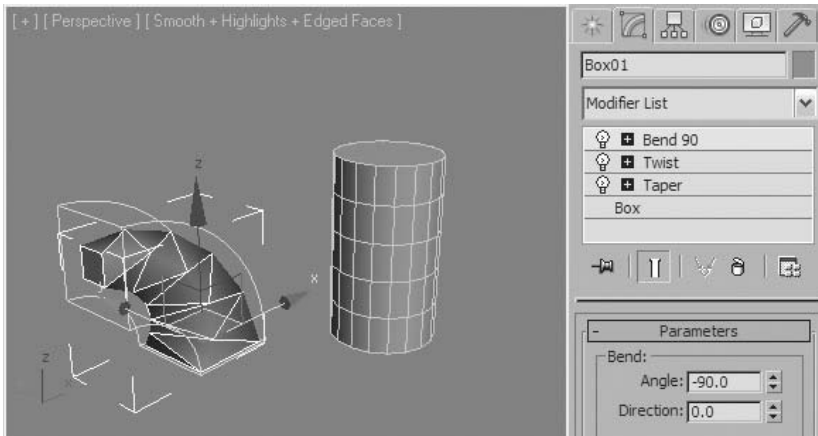 [ + ] [ Perspective ] [ Smooth + Highlights + Edged Faces ]
z
x
z
x
Box01
Modifier List
Bend 90
Twist
Taper
Box
- Parameters
Bend:
Angle: -90.0
Direction: 0.0